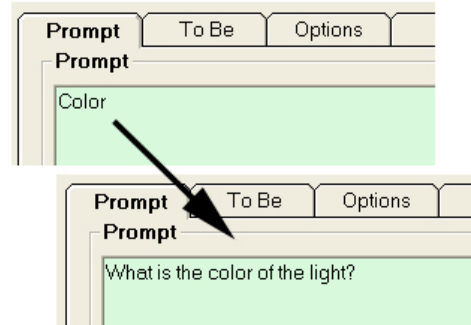 Prompt To Be Options
Prompt
Color
Prompt To Be Options
Prompt
What is the color of the light?